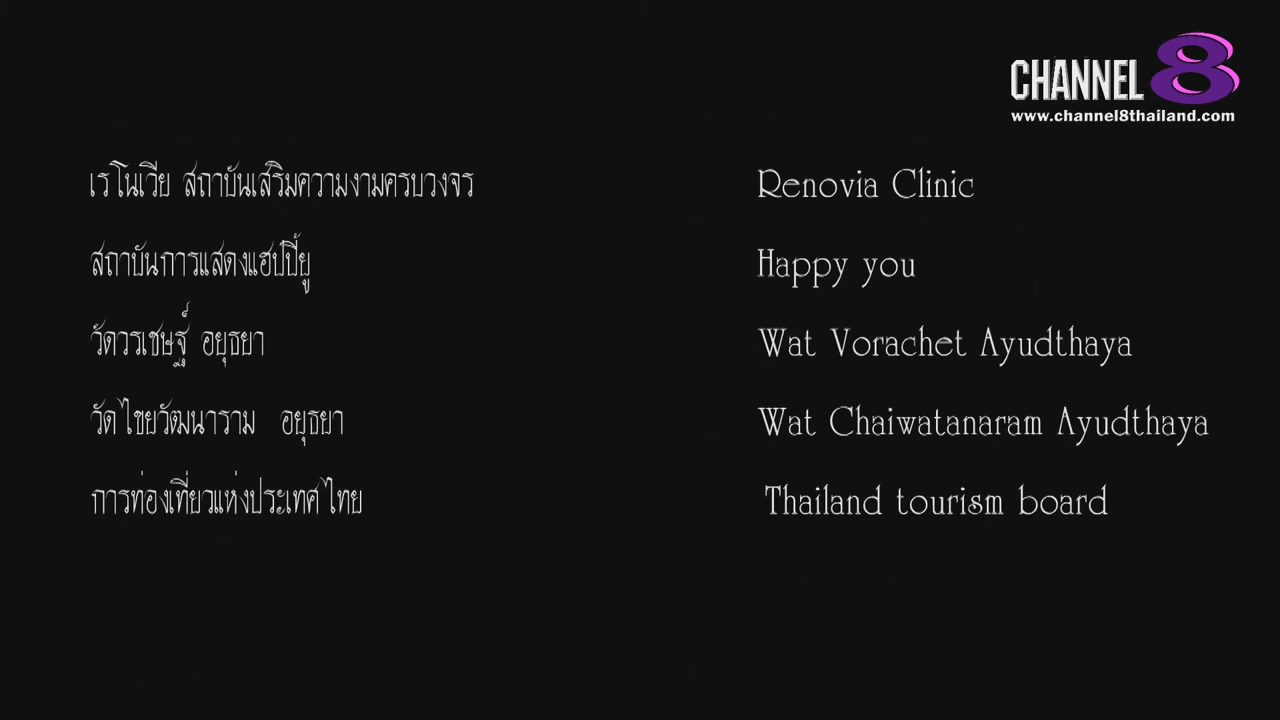 CHANNEL 8
www.channel8thailand.com
เรโนเวีย สถาบันเสริมความงามครบวงจร Renovia Clinic
สถาบันการแสดงแฮปปี้ยู Happy you
วัดวรเชษฐ์ อยุธยา Wat Vorachet Ayudthaya
วัดไชยวัฒนาราม อยุธยา Wat Chaiwatanaram Ayudthaya
การท่องเที่ยวแห่งประเทศไทย Thailand tourism board